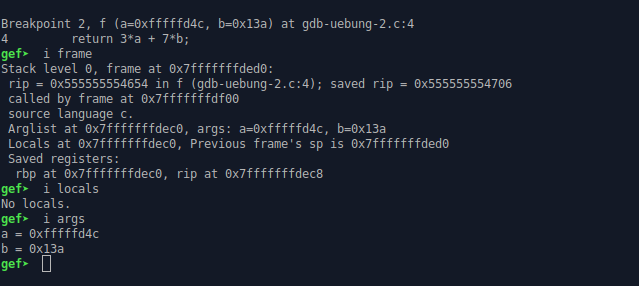 Breakpoint 2, f (a=0xfffffd4c, b=0x13a) at gdb-uebung-2.c:4
4         return 3*a + 7*b;
gef➤  i frame
Stack level 0, frame at 0x7fffffffded0:
 rip = 0x555555554654 in f (gdb-uebung-2.c:4); saved rip = 0x555555554706
 called by frame at 0x7fffffffdf00
 source language c.
 Arglist at 0x7fffffffdec0, args: a=0xfffffd4c, b=0x13a
 Locals at 0x7fffffffdec0, Previous frame's sp is 0x7fffffffded0
 Saved registers:
  rbp at 0x7fffffffdec0, rip at 0x7fffffffdec8
gef➤  i locals
No locals.
gef➤  i args
a = 0xfffffd4c
b = 0x13a
gef➤